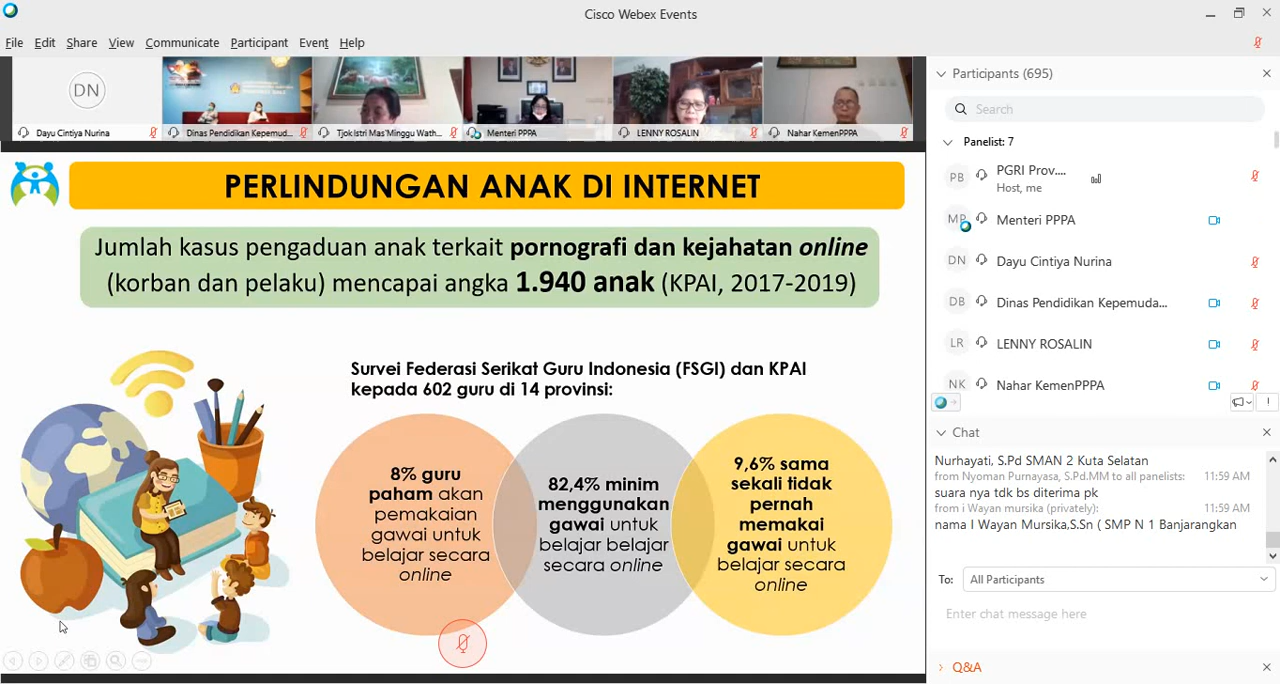 Cisco Webex Events
File Edit Share View Communicate Participant Event Help
DN
Dayu Cintiya Nurina
Dinas Pendidikan Kepemud...
Tjok Istri Mas'Minggu Wath...
Menteri PPPA
LENNY ROSALIN
Nahar KemenPPPA
PERLINDUNGAN ANAK DI INTERNET
Jumlah kasus pengaduan anak terkait pornografi dan kejahatan online
(korban dan pelaku) mencapai angka 1.940 anak (KPAI, 2017-2019)
Survei Federasi Serikat Guru Indonesia (FSGI) dan KPAI
kepada 602 guru di 14 provinsi:
8% guru
paham akan
pemakaian
gawai untuk
belajar secara
online
82,4% minim
menggunakan
gawai untuk
belajar belajar
secara online
9,6% sama
sekali tidak
pernah
memakai
gawai untuk
belajar secara
online
Participants (695)
Search
Panelist: 7
PB
PGRI Prov....
Host, me
MP
Menteri PPPA
DN
Dayu Cintiya Nurina
DB
Dinas Pendidikan Kepemuda...
LR
LENNY ROSALIN
NK
Nahar KemenPPPA
Chat
Nurhayati, S.Pd SMAN 2 Kuta Selatan
from Nyoman Purnayasa, S.Pd.MM to all panelists: 11:59 AM
suara nya tdk bs diterima pk
from i Wayan mursika (privately): 11:59 AM
nama I Wayan Mursika,S.Sn ( SMP N 1 Banjarangkan
To: All Participants
Enter chat message here
Q&A